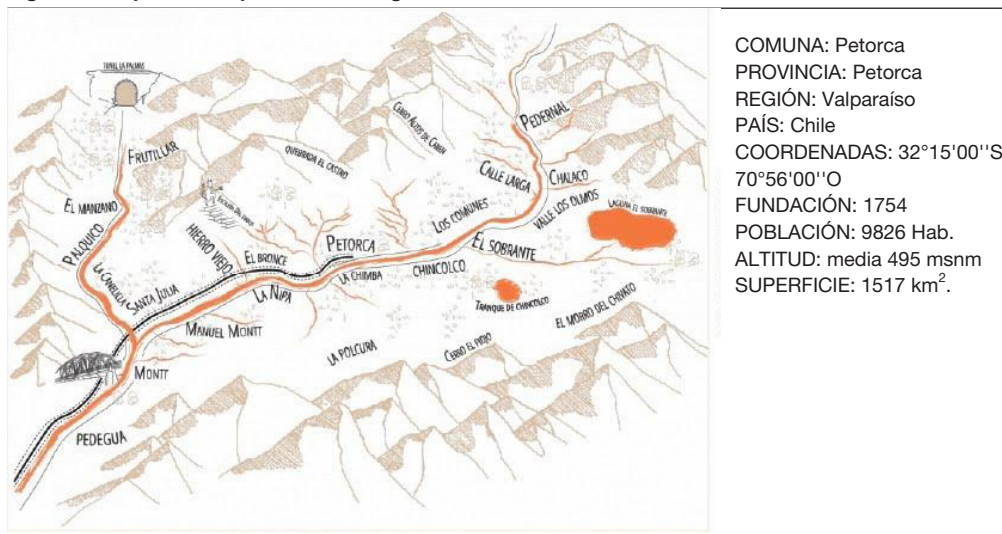 TUNEL LA PALMAS
FRUTILLAR
EL MANZANO
PALQUICO
LA CANELILLA
SANTA JULIA
HIERRO VIEJO
EL BRONCE
PETORCA
QUEBRADA EL CASTRO
CERRO ALTOS DE CAREN
PEDERNAL
CALLE LARGA
CHALACO
LOS COMUNES
VALLE LOS OLMOS
LAGUNA EL SOBRANTE
EL SOBRANTE
CHINCOLCO
LA CHIMBA
LA ÑIPA
TRANQUE DE CHINCOLCO
MANUEL MONTT
LA POLCURA
CERRO EL PIOJO
EL MORRO DEL CHIVATO
MONTT
PEDEGUA
COMUNA: Petorca
PROVINCIA: Petorca
REGIÓN: Valparaíso
PAÍS: Chile
COORDENADAS: 32°15'00''S
70°56'00''O
FUNDACIÓN: 1754
POBLACIÓN: 9826 Hab.
ALTITUD: media 495 msnm
SUPERFICIE: 1517 km².